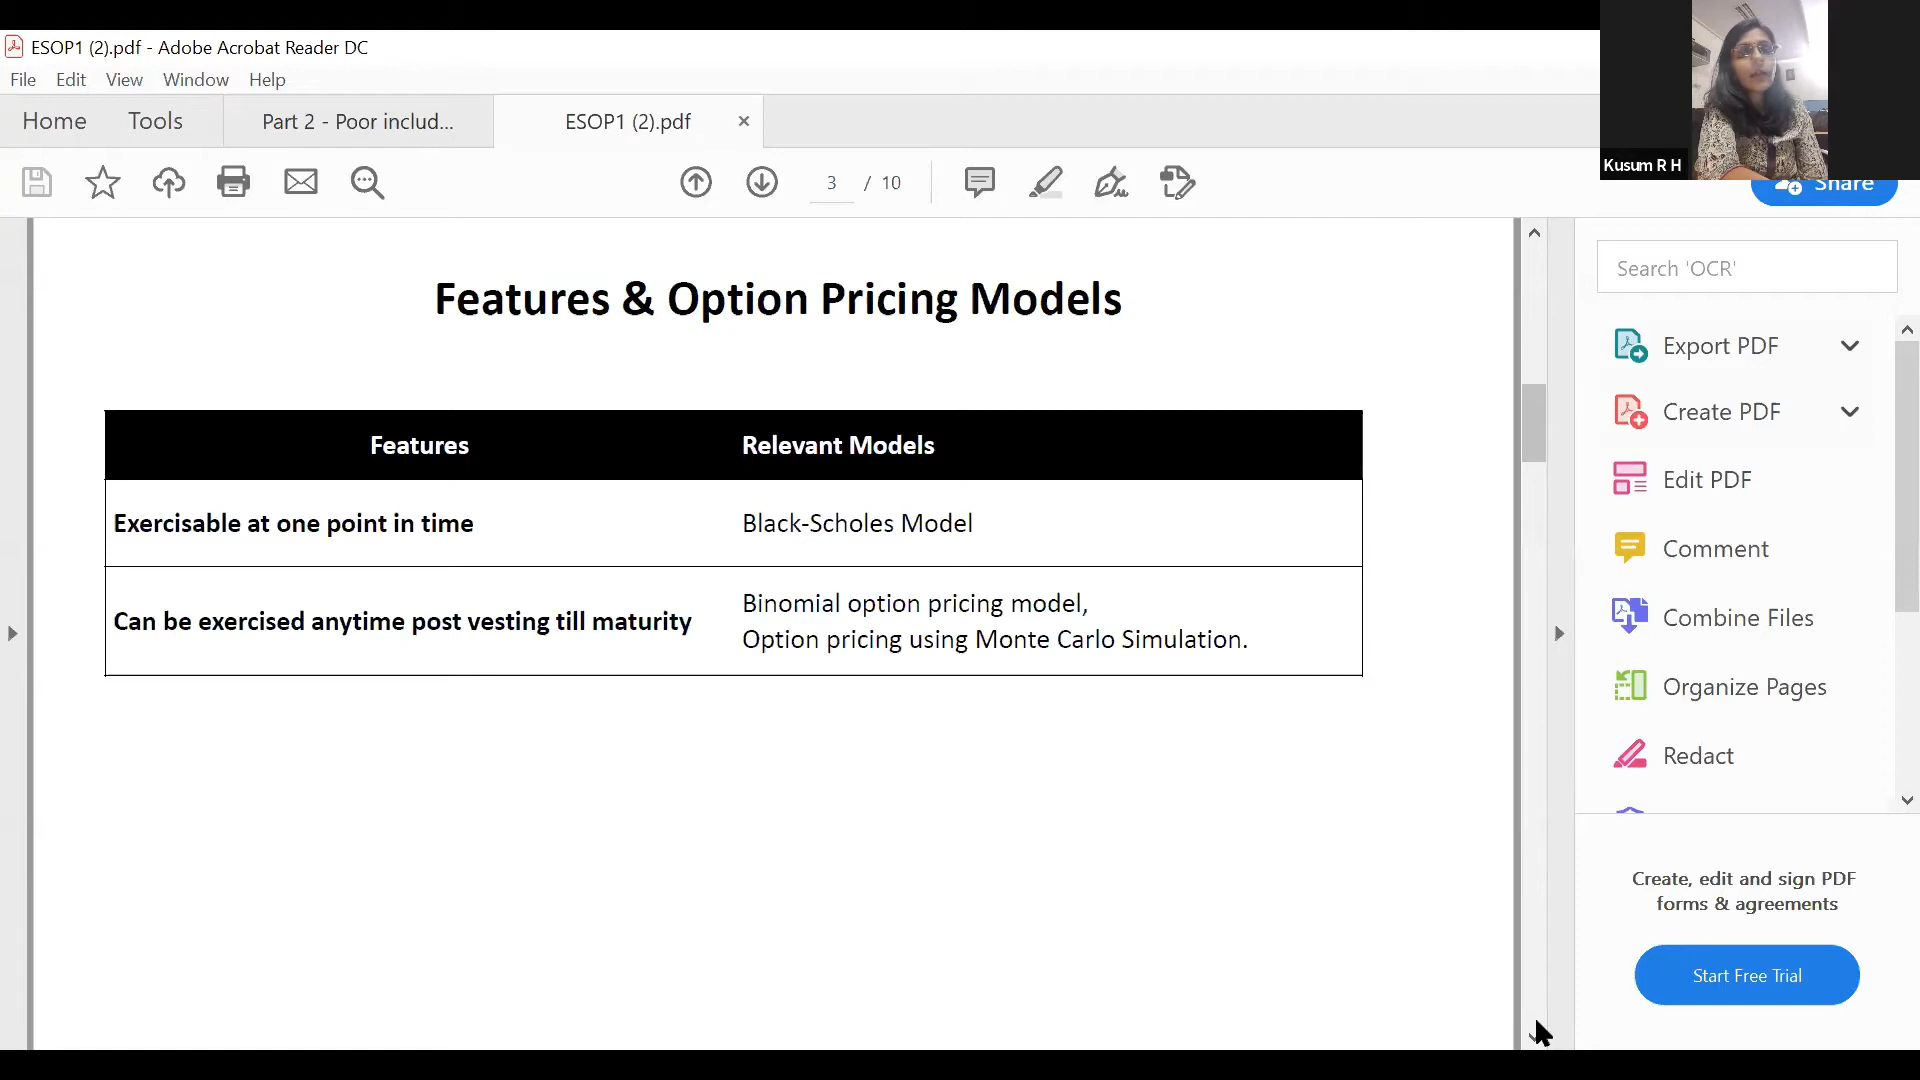 ESOP1 (2).pdf - Adobe Acrobat Reader DC
File Edit View Window Help
Home Tools Part 2 - Poor includ... ESOP1 (2).pdf ×
3 / 10
Kusum R H
Share
Features & Option Pricing Models
Features Relevant Models
Exercisable at one point in time Black-Scholes Model
Can be exercised anytime post vesting till maturity Binomial option pricing model,
Option pricing using Monte Carlo Simulation.
Search 'OCR'
Export PDF
Create PDF
Edit PDF
Comment
Combine Files
Organize Pages
Redact
Create, edit and sign PDF
forms & agreements
Start Free Trial